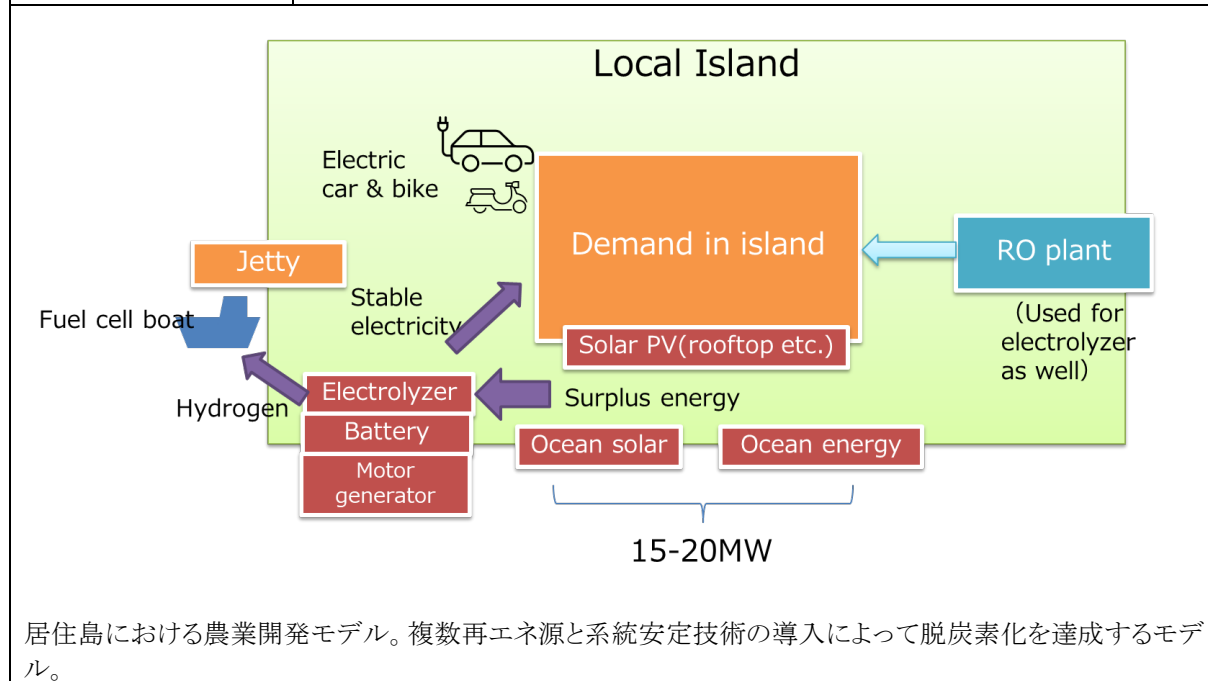 Local Island
Electric
car & bike
Demand in island
RO plant
Jetty
Stable
electricity
(Used for
electrolyzer
as well)
Fuel cell boat
Solar PV(rooftop etc.)
Electrolyzer
Surplus energy
Hydrogen
Battery
Ocean solar
Ocean energy
Motor
generator
15-20MW
居住島における農業開発モデル。複数再エネ源と系統安定技術の導入によって脱炭素化を達成するモデ
ル。